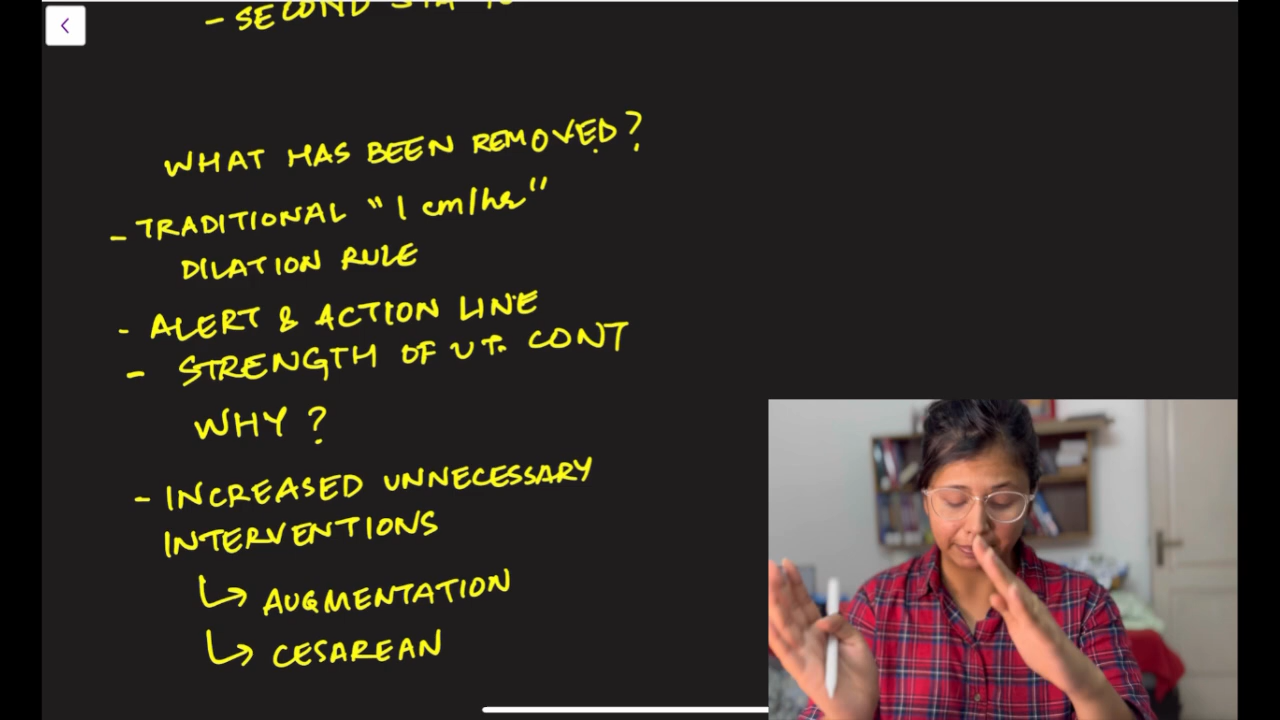 - SECOND
WHAT HAS BEEN REMOVED?
- TRADITIONAL "1 cm/hr"
DILATION RULE
- ALERT & ACTION LINE
- STRENGTH OF UT. CONT
WHY?
- INCREASED UNNECESSARY
INTERVENTIONS
↳ AUGMENTATION
↳ CESAREAN